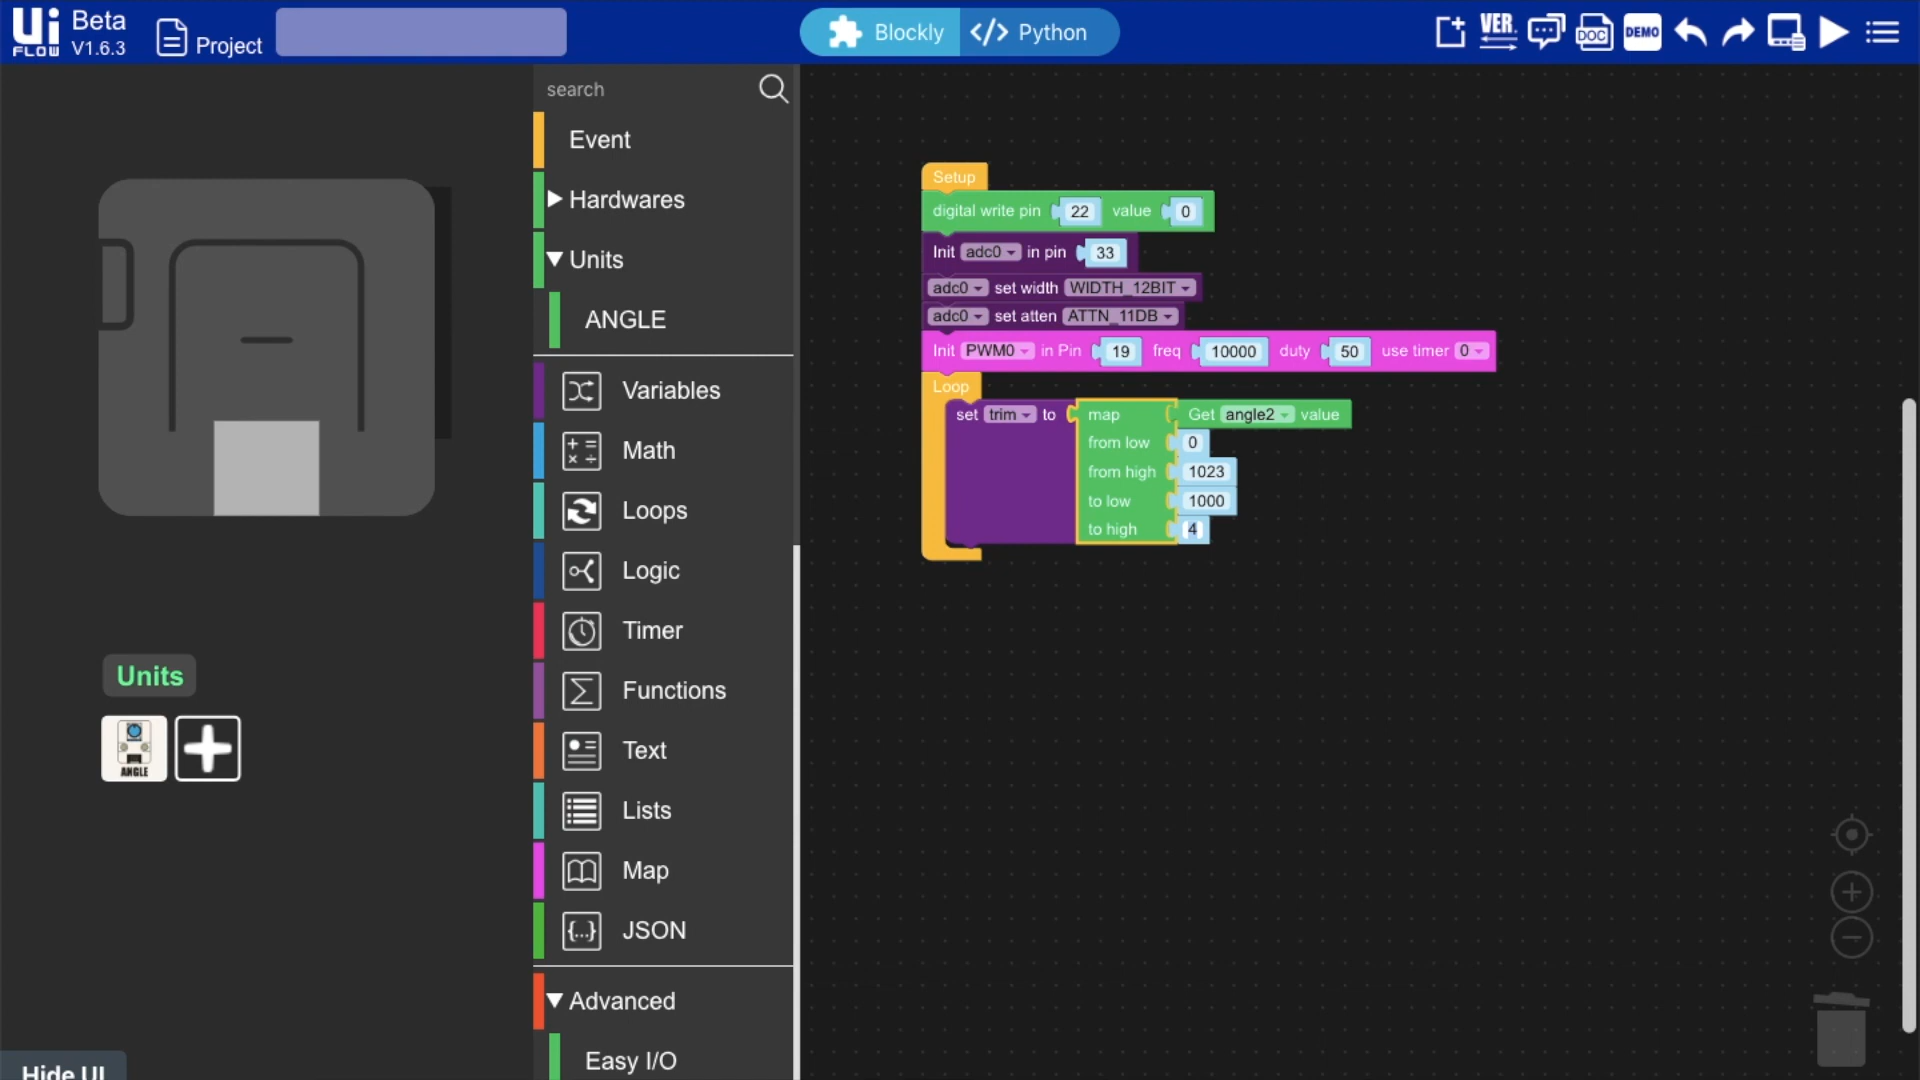 Ui FLOW
Beta
V1.6.3
Project
Blockly
</> Python
VER.
DOC
DEMO
search
Event
Hardwares
Units
ANGLE
Variables
Math
Loops
Logic
Timer
Functions
Text
Lists
Map
{...} JSON
Advanced
Easy I/O
Units
ANGLE
Hide UI
Setup
digital write pin 22 value 0
Init adc0 in pin 33
adc0 set width WIDTH_12BIT
adc0 set atten ATTN_11DB
Init PWM0 in Pin 19 freq 10000 duty 50 use timer 0
Loop
set trim to map Get angle2 value
from low 0
from high 1023
to low 1000
to high 4